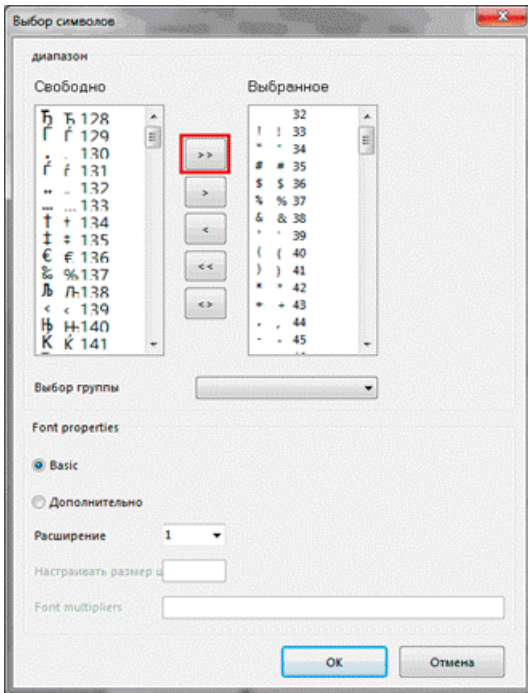 Выбор символов
диапазон
Свободно
Выбранное
Ђ Ђ 128
Ѓ Ѓ 129
‚ ‚ 130
ѓ ѓ 131
„ „ 132
… … 133
† † 134
‡ ‡ 135
€ € 136
‰ ‰ 137
Љ Љ 138
‹ ‹ 139
Њ Њ 140
Ќ Ќ 141
>>
>
<
<<
<>
32
! ! 33
" " 34
# # 35
$ $ 36
% % 37
& & 38
' ' 39
( ( 40
) ) 41
* * 42
+ + 43
, , 44
- - 45
Выбор группы
Font properties
Basic
Дополнительно
Расширение 1
Настраивать размер ш
Font multipliers
OK
Отмена